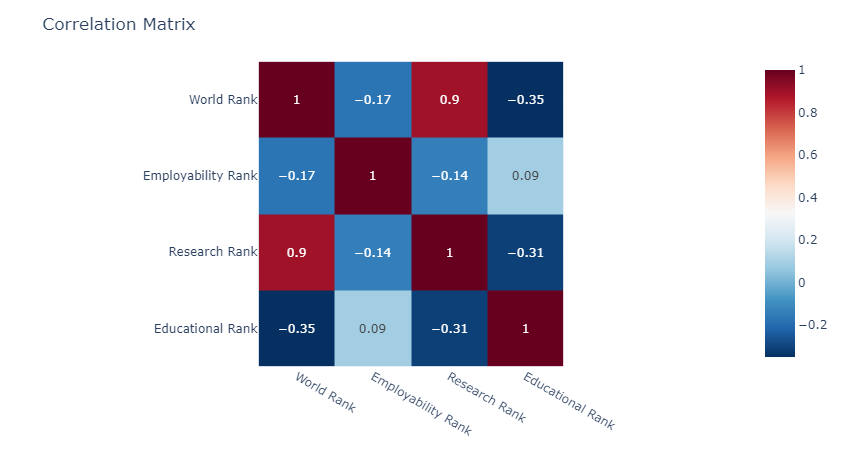 Correlation Matrix
World Rank 1 −0.17 0.9 −0.35
Employability Rank −0.17 1 −0.14 0.09
Research Rank 0.9 −0.14 1 −0.31
Educational Rank −0.35 0.09 −0.31 1
World Rank Employability Rank Research Rank Educational Rank
1
0.8
0.6
0.4
0.2
0
−0.2